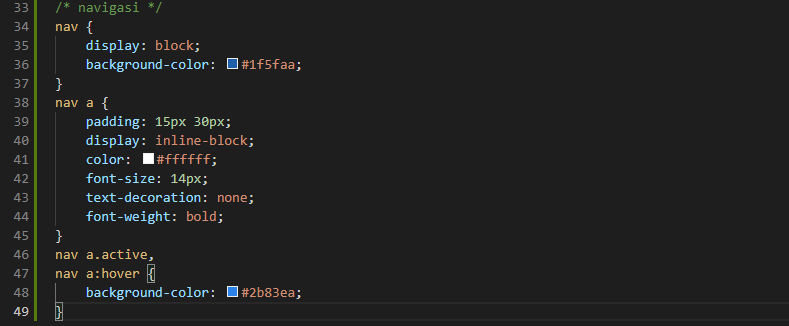 33 /* navigasi */
34 nav {
35 display: block;
36 background-color: #1f5faa;
37 }
38 nav a {
39 padding: 15px 30px;
40 display: inline-block;
41 color: #ffffff;
42 font-size: 14px;
43 text-decoration: none;
44 font-weight: bold;
45 }
46 nav a.active,
47 nav a:hover {
48 background-color: #2b83ea;
49 }